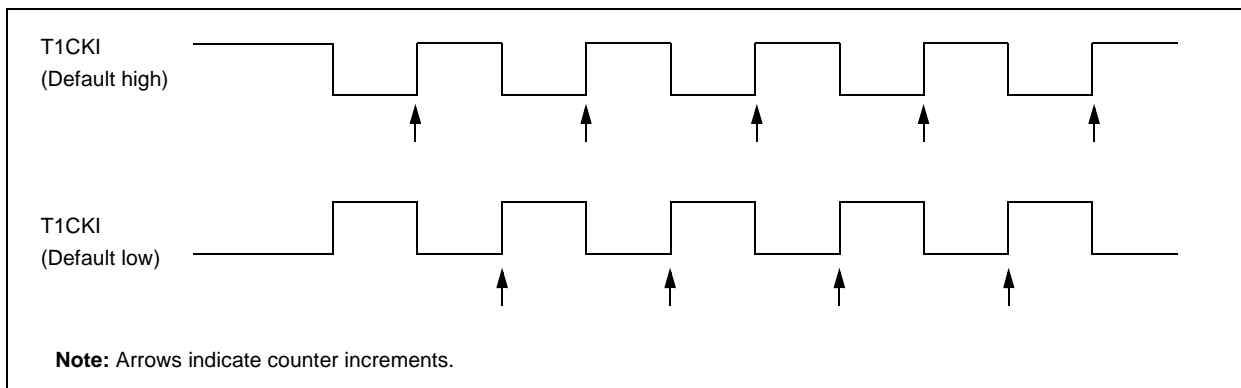 T1CKI
(Default high)
T1CKI
(Default low)
Note: Arrows indicate counter increments.